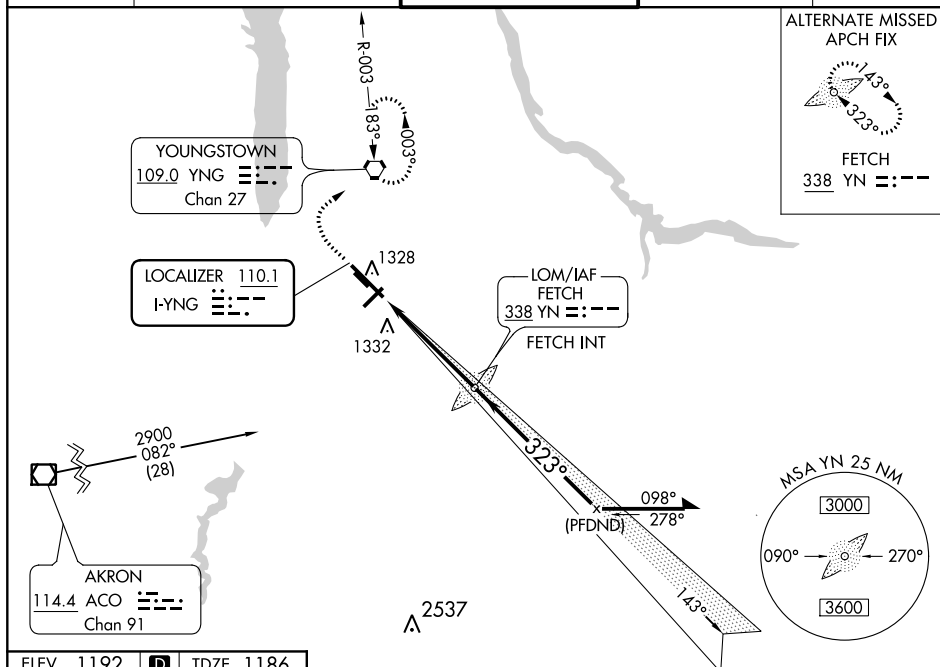 ALTERNATE MISSED
APCH FIX
143°
323°
FETCH
338 YN
R-003
183°
003°
YOUNGSTOWN
109.0 YNG
Chan 27
LOCALIZER 110.1
I-YNG
1328
1332
LOM/IAF
FETCH
338 YN
FETCH INT
2900
082°
(28)
323°
098°
278°
(PFDND)
143°
MSA YN 25 NM
3000
090°
270°
3600
AKRON
114.4 ACO
Chan 91
2537
ELEV 1192 D TDZE 1186